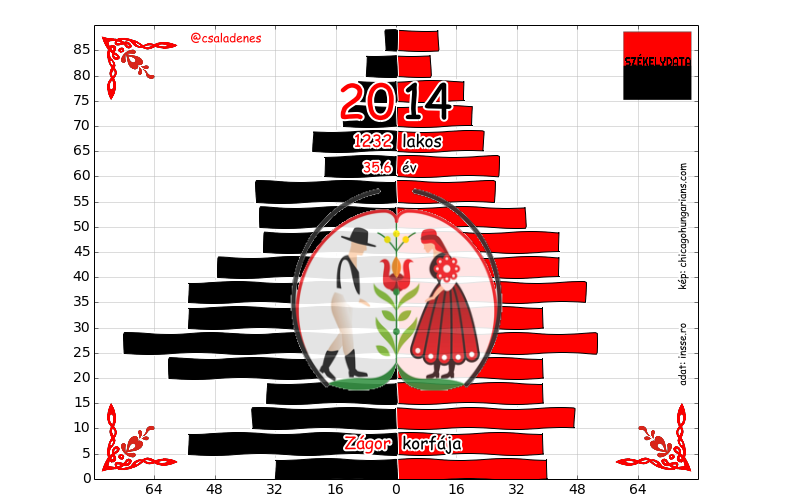 @csaladenes
SZÉKELYDATA
2014
1232 lakos
35.6 év
kép: chicagohungarians.com
adat: insse.ro
Zágor korfája
85
80
75
70
65
60
55
50
45
40
35
30
25
20
15
10
5
0
64 48 32 16 0 16 32 48 64